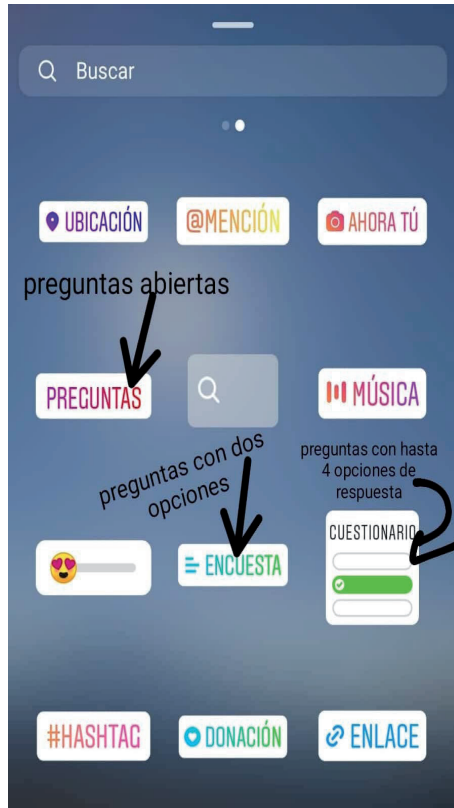 Buscar
UBICACIÓN
@MENCIÓN
AHORA TÚ
preguntas abiertas
PREGUNTAS
MÚSICA
preguntas con dos
opciones
preguntas con hasta
4 opciones de
respuesta
ENCUESTA
CUESTIONARIO
#HASHTAG
DONACIÓN
ENLACE